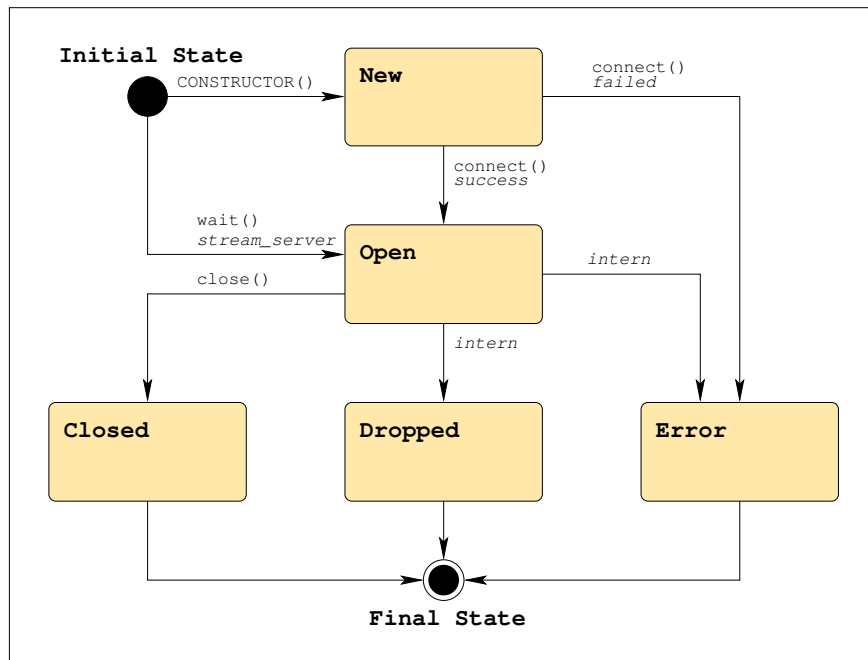 Initial State
CONSTRUCTOR()
New
connect()
failed
connect()
success
wait()
stream_server
Open
close()
intern
intern
Closed
Dropped
Error
Final State